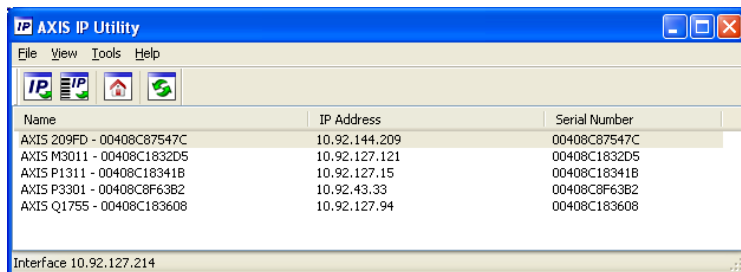 IP AXIS IP Utility
File View Tools Help
IP IP
Name IP Address Serial Number
AXIS 209FD - 00408C87547C 10.92.144.209 00408C87547C
AXIS M3011 - 00408C1832D5 10.92.127.121 00408C1832D5
AXIS P1311 - 00408C18341B 10.92.127.15 00408C18341B
AXIS P3301 - 00408C8F63B2 10.92.43.33 00408C8F63B2
AXIS Q1755 - 00408C183608 10.92.127.94 00408C183608
Interface 10.92.127.214